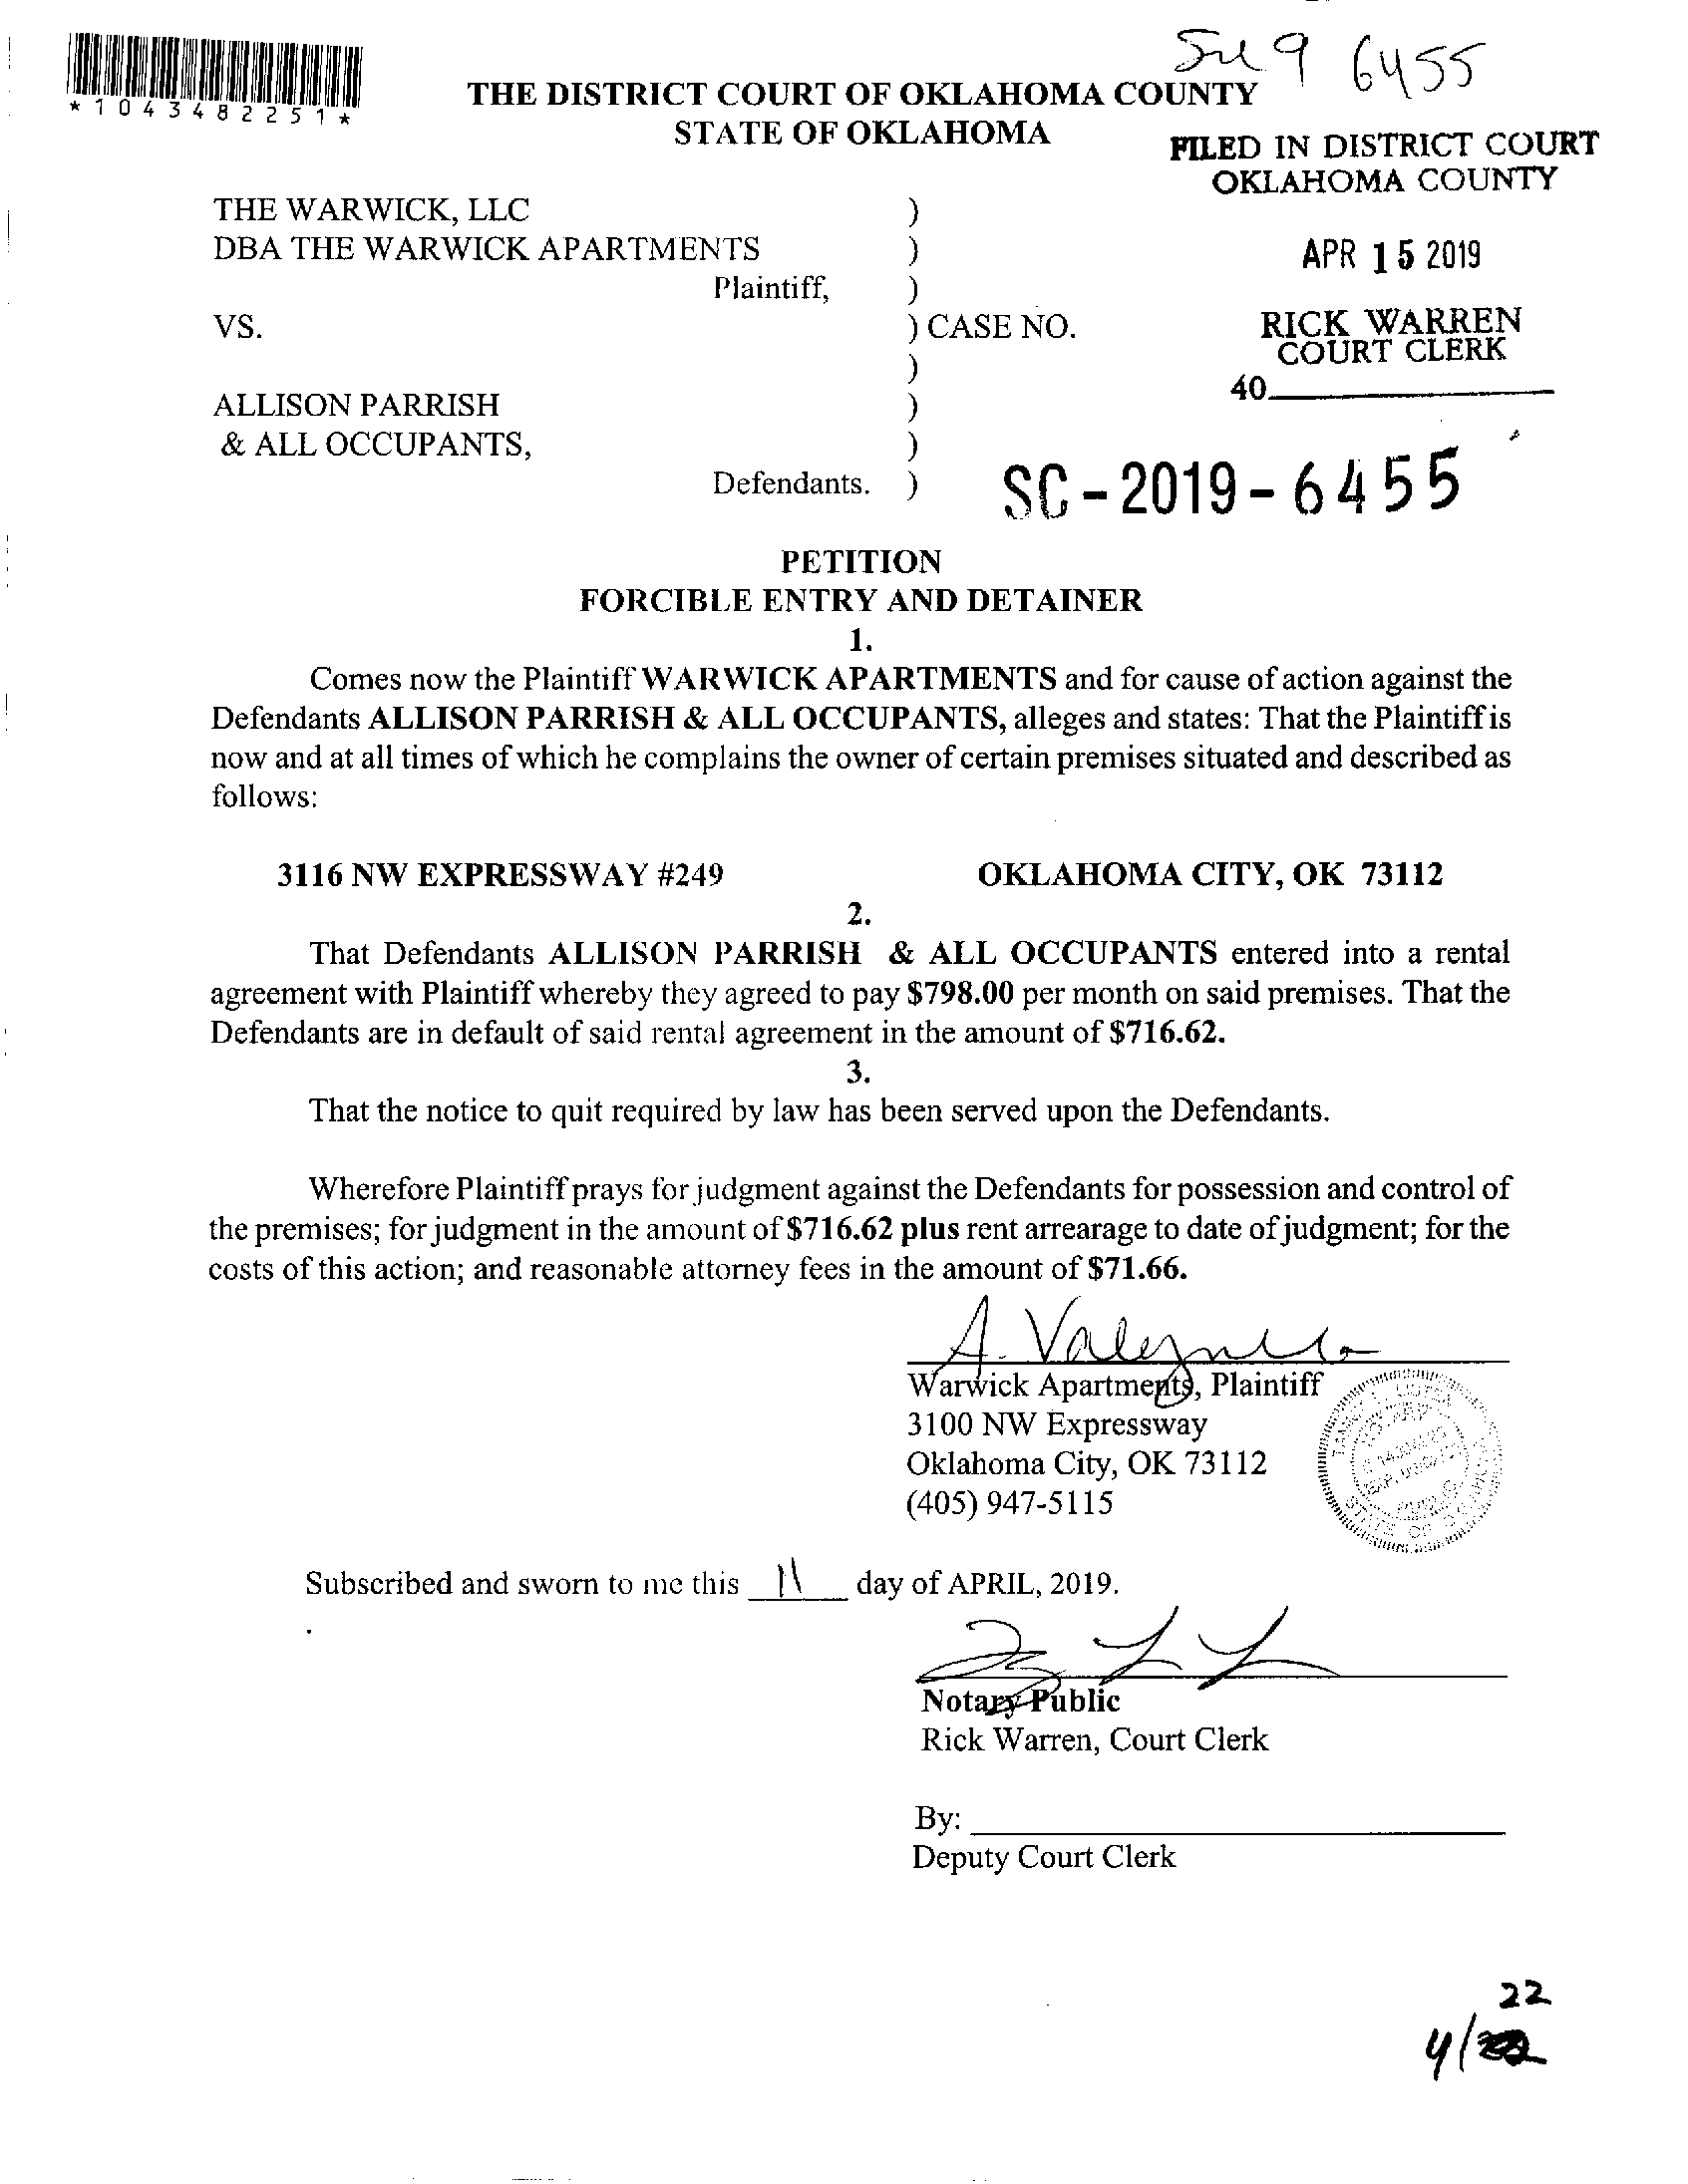 *1043482251*
6455
THE DISTRICT COURT OF OKLAHOMA COUNTY
STATE OF OKLAHOMA
FILED IN DISTRICT COURT
OKLAHOMA COUNTY
APR 15 2019
RICK WARREN
COURT CLERK
40
THE WARWICK, LLC )
DBA THE WARWICK APARTMENTS )
Plaintiff, )
VS. ) CASE NO.
)
ALLISON PARRISH )
& ALL OCCUPANTS, )
Defendants. )
SC-2019-6455
PETITION
FORCIBLE ENTRY AND DETAINER
1.
Comes now the Plaintiff WARWICK APARTMENTS and for cause of action against the
Defendants ALLISON PARRISH & ALL OCCUPANTS, alleges and states: That the Plaintiff is
now and at all times of which he complains the owner of certain premises situated and described as
follows:
3116 NW EXPRESSWAY #249 OKLAHOMA CITY, OK 73112
2.
That Defendants ALLISON PARRISH & ALL OCCUPANTS entered into a rental
agreement with Plaintiff whereby they agreed to pay $798.00 per month on said premises. That the
Defendants are in default of said rental agreement in the amount of $716.62.
3.
That the notice to quit required by law has been served upon the Defendants.
Wherefore Plaintiff prays for judgment against the Defendants for possession and control of
the premises; for judgment in the amount of $716.62 plus rent arrearage to date of judgment; for the
costs of this action; and reasonable attorney fees in the amount of $71.66.
Warwick Apartments, Plaintiff
3100 NW Expressway
Oklahoma City, OK 73112
(405) 947-5115
STATE OF
Subscribed and sworn to me this 11 day of APRIL, 2019.
Notary Public
Rick Warren, Court Clerk
By:
Deputy Court Clerk
22
4/